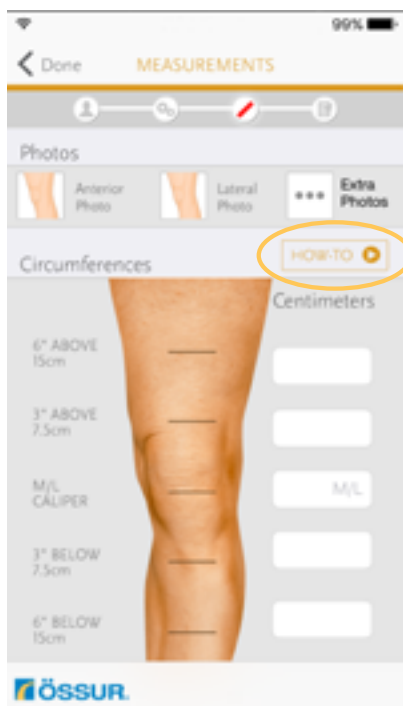 99%
Done MEASUREMENTS
Photos
Anterior Photo
Lateral Photo
Extra Photos
HOW-TO
Circumferences
Centimeters
6" ABOVE
15cm
3" ABOVE
7.5cm
M/L
CALIPER
M/L
3" BELOW
7.5cm
6" BELOW
15cm
ÖSSUR.